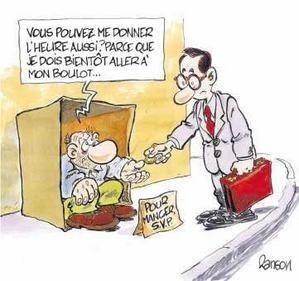 VOUS POUVEZ ME DONNER
L'HEURE AUSSI ? PARCE QUE
JE DOIS BIENTÔT ALLER À
MON BOULOT...
POUR
MANGER,
S.V.P.
Ranson